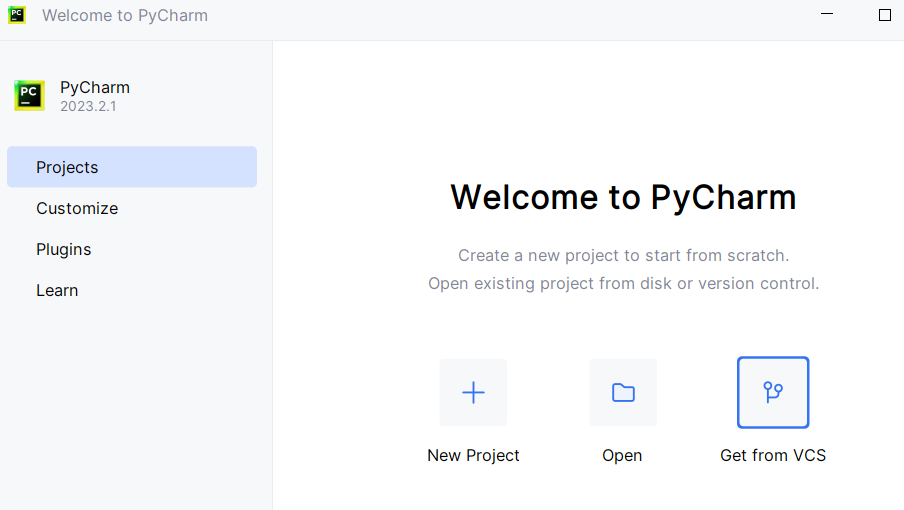 Welcome to PyCharm
PC
PyCharm
2023.2.1
Projects
Customize
Plugins
Learn
Welcome to PyCharm
Create a new project to start from scratch.
Open existing project from disk or version control.
New Project
Open
Get from VCS